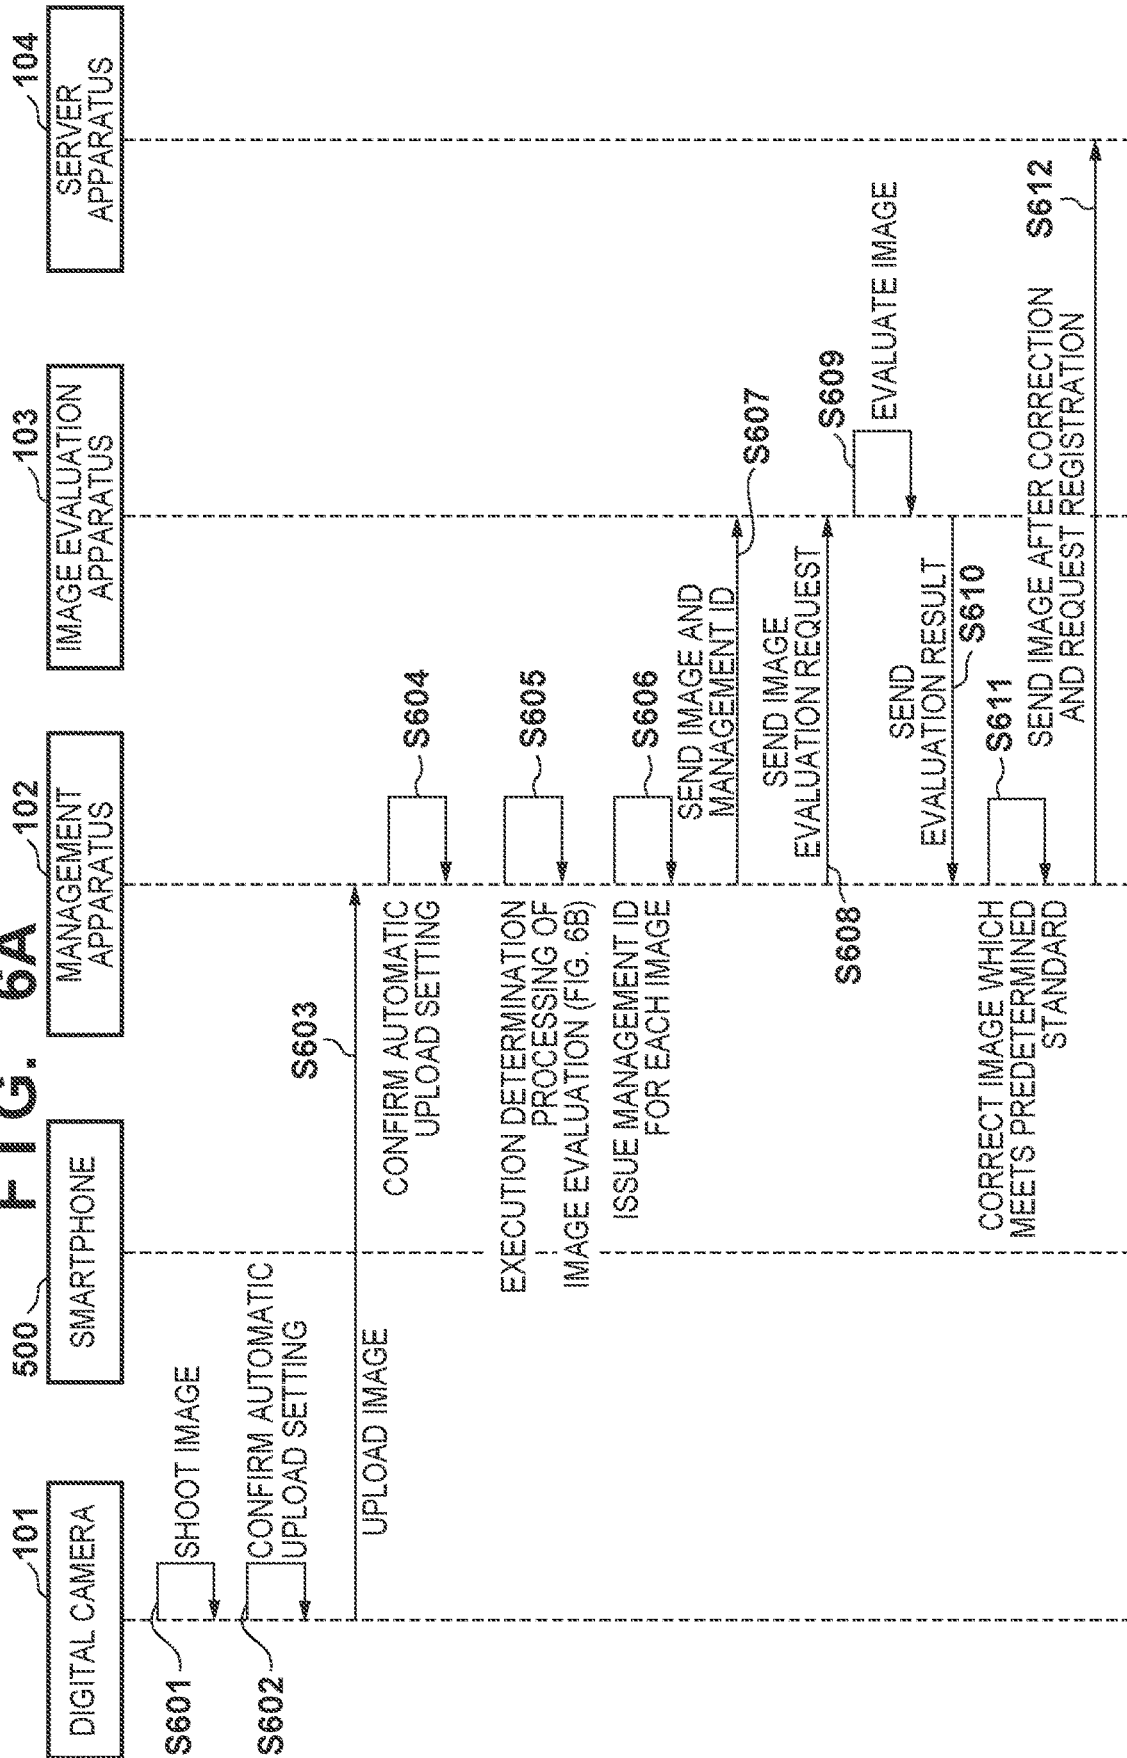 FIG. 6A
101
500
102
103
104
DIGITAL CAMERA
SMARTPHONE
MANAGEMENT
APPARATUS
IMAGE EVALUATION
APPARATUS
SERVER
APPARATUS
S601
SHOOT IMAGE
S602
CONFIRM AUTOMATIC
UPLOAD SETTING
S603
UPLOAD IMAGE
CONFIRM AUTOMATIC
UPLOAD SETTING
S604
EXECUTION DETERMINATION
PROCESSING OF
IMAGE EVALUATION (FIG. 6B)
S605
ISSUE MANAGEMENT ID
FOR EACH IMAGE
S606
SEND IMAGE AND
MANAGEMENT ID
S607
SEND IMAGE
EVALUATION REQUEST
S608
S609
EVALUATE IMAGE
SEND
EVALUATION RESULT
S610
CORRECT IMAGE WHICH
MEETS PREDETERMINED
STANDARD
S611
SEND IMAGE AFTER CORRECTION
AND REQUEST REGISTRATION
S612